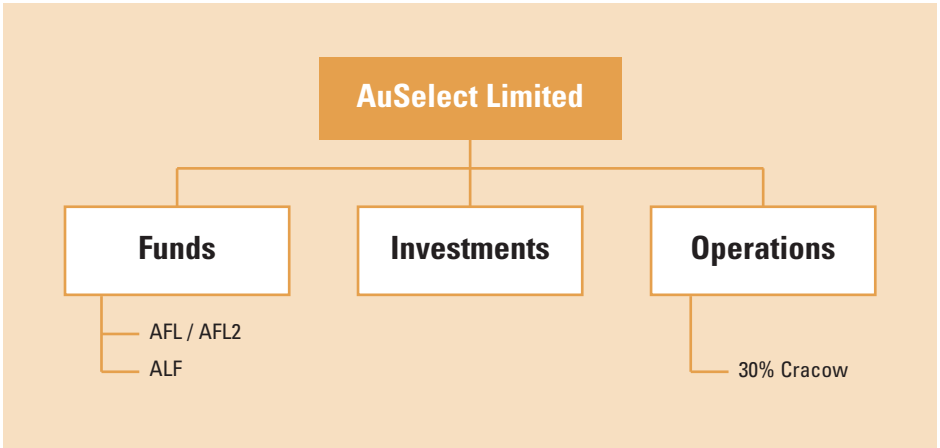 AuSelect Limited
Funds
Investments
Operations
AFL / AFL2
ALF
30% Cracow